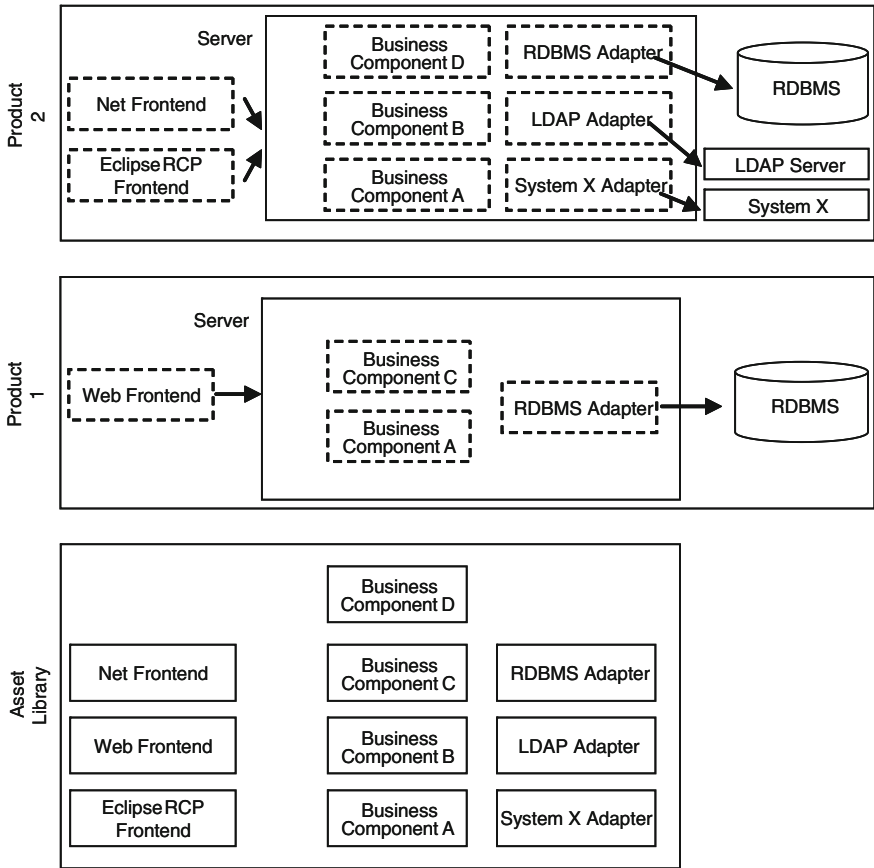 Product
2
Server
Net Frontend
Eclipse RCP
Frontend
Business
Component D
Business
Component B
Business
Component A
RDBMS Adapter
LDAP Adapter
System X Adapter
RDBMS
LDAP Server
System X
Product
1
Server
Web Frontend
Business
Component C
Business
Component A
RDBMS Adapter
RDBMS
Asset
Library
Business
Component D
Net Frontend
Business
Component C
RDBMS Adapter
Web Frontend
Business
Component B
LDAP Adapter
Eclipse RCP
Frontend
Business
Component A
System X Adapter